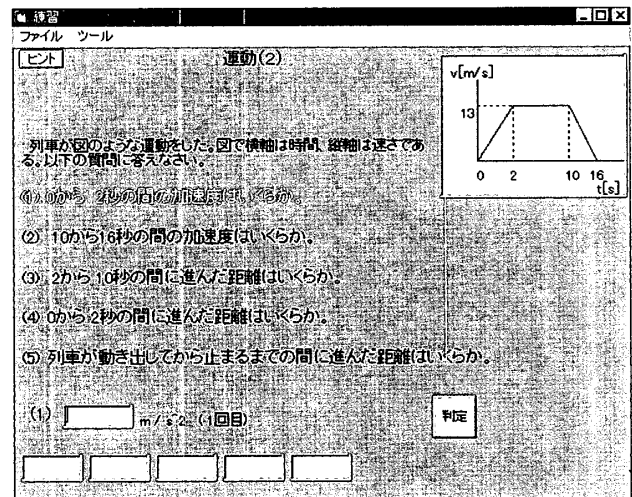 練習
ファイル ツール
ヒント
運動(2)
v[m/s]
13
0 2 10 16
t[s]
列車が図のような運動をした。図で横軸は時間、縦軸は速さであ
る。以下の質問に答えなさい。
(1) 0から 2秒の間の加速度はいくらか。
(2) 10から16秒の間の加速度はいくらか。
(3) 2から 10秒の間に進んだ距離はいくらか。
(4) 0から 2秒の間に進んだ距離はいくらか。
(5) 列車が動き出してから止まるまでの間に進んだ距離はいくらか。
(1) m/s^2 (1回目)
判定